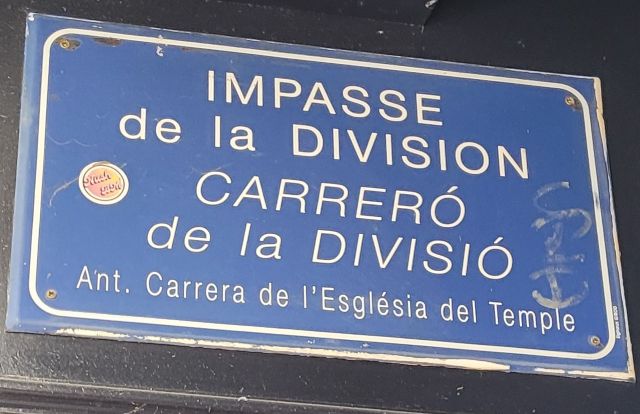 IMPASSE
de la DIVISION
CARRERÓ
de la DIVISIÓ
Ant. Carrera de l'Església del Temple